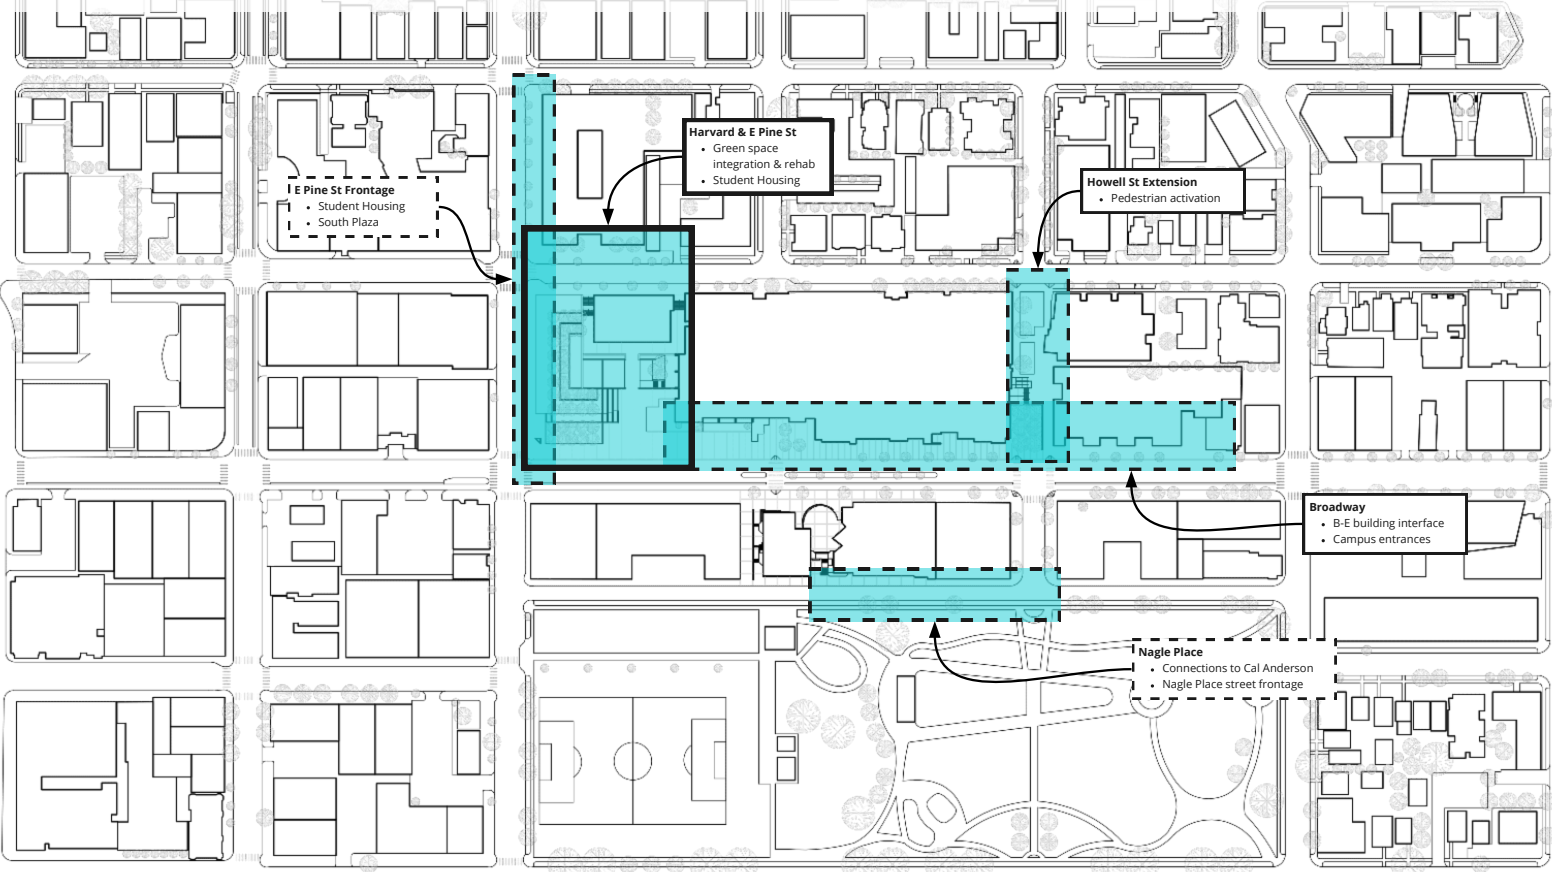 Harvard & E Pine St
• Green space
integration & rehab
• Student Housing
E Pine St Frontage
• Student Housing
• South Plaza
Howell St Extension
• Pedestrian activation
Broadway
• B-E building interface
• Campus entrances
Nagle Place
• Connections to Cal Anderson
• Nagle Place street frontage